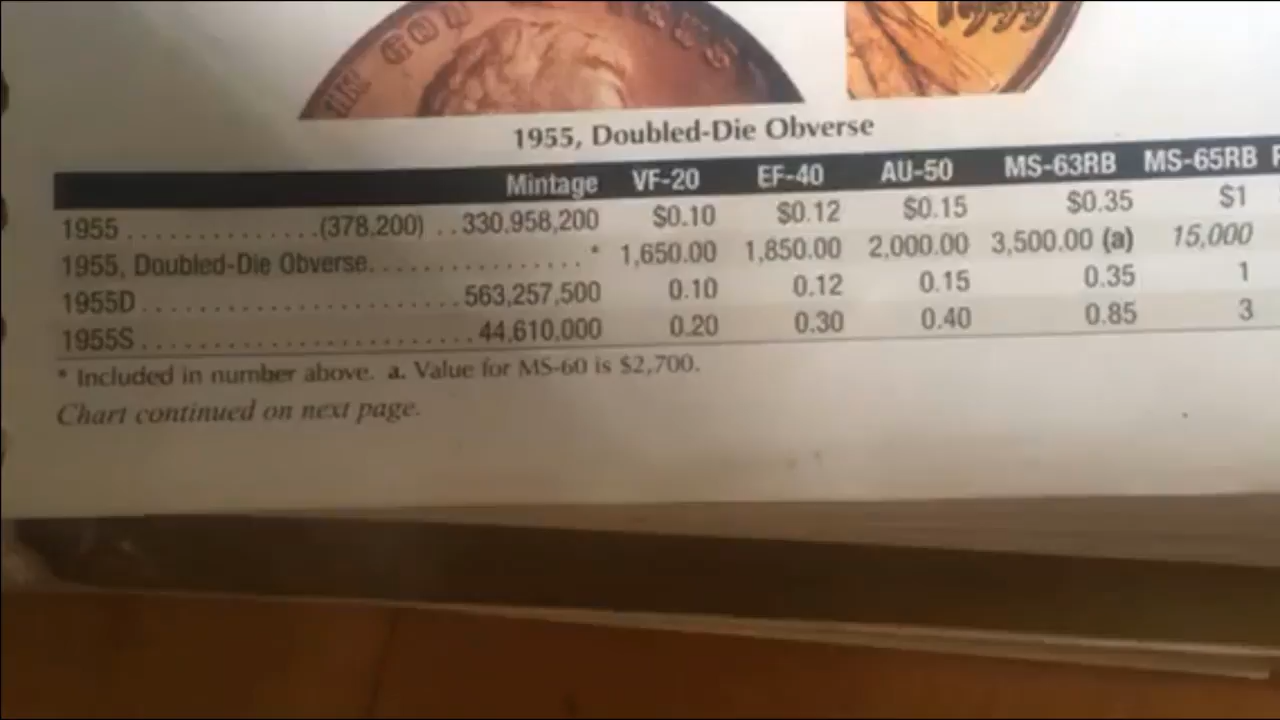 GOD
1955
1955, Doubled-Die Obverse
Mintage VF-20 EF-40 AU-50 MS-63RB MS-65RB
1955 . . . . . . . . . . . . . . .(378,200) . . 330,958,200 $0.10 $0.12 $0.15 $0.35 $1
1955, Doubled-Die Obverse. . . . . . . . . . . . . . . . * 1,650.00 1,850.00 2,000.00 3,500.00 (a) 15,000
1955D . . . . . . . . . . . . . . . . . . . . . . . . . 563,257,500 0.10 0.12 0.15 0.35 1
1955S . . . . . . . . . . . . . . . . . . . . . . . . . . 44,610,000 0.20 0.30 0.40 0.85 3
* Included in number above. a. Value for MS-60 is $2,700.
Chart continued on next page.